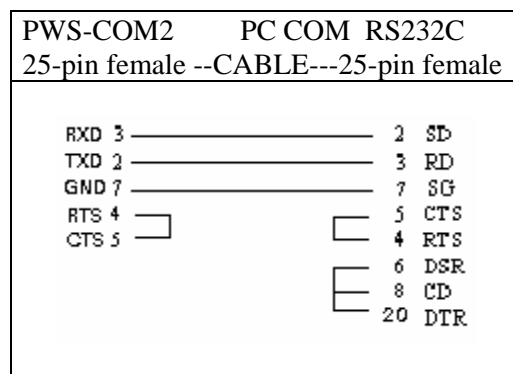 PWS-COM2 PC COM RS232C
25-pin female --CABLE---25-pin female
RXD 3 2 SD
TXD 2 3 RD
GND 7 7 SG
RTS 4 5 CTS
CTS 5 4 RTS
6 DSR
8 CD
20 DTR